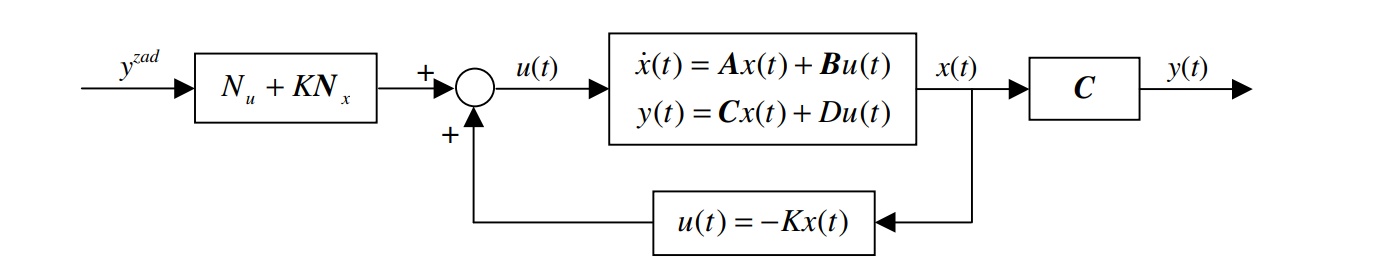 y^{zad}
N_u + KN_x
+
+
u(t)
ẋ(t) = Ax(t) + Bu(t)
y(t) = Cx(t) + Du(t)
x(t)
C
y(t)
u(t) = −Kx(t)